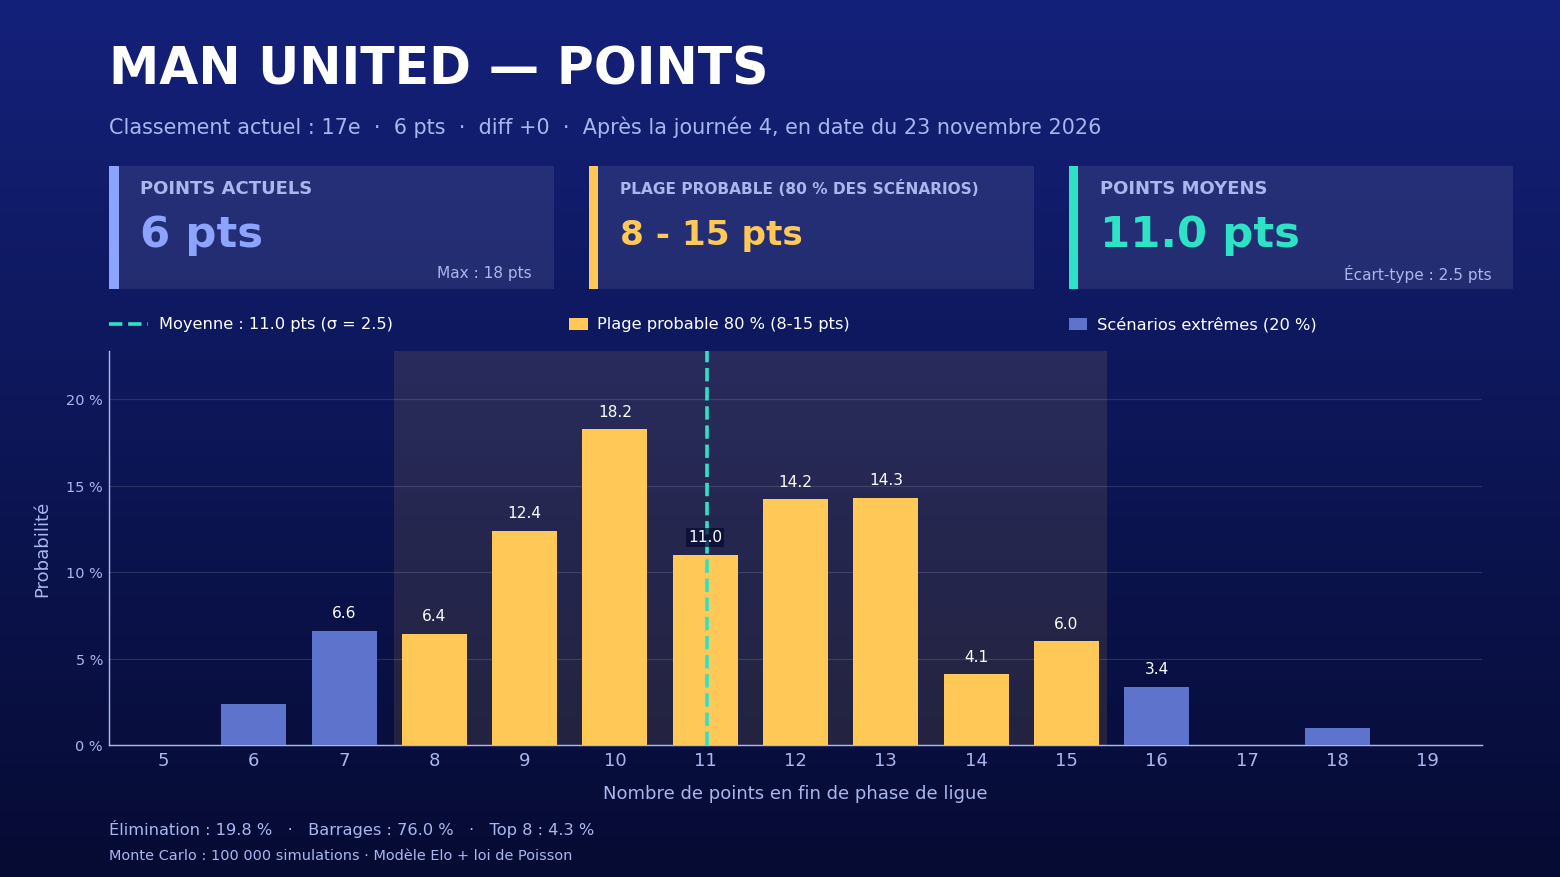 MAN UNITED — POINTS
Classement actuel : 17e · 6 pts · diff +0 · Après la journée 4, en date du 23 novembre 2026
POINTS ACTUELS
6 pts
Max : 18 pts
PLAGE PROBABLE (80 % DES SCÉNARIOS)
8 - 15 pts
POINTS MOYENS
11.0 pts
Écart-type : 2.5 pts
Moyenne : 11.0 pts (σ = 2.5)
Plage probable 80 % (8-15 pts)
Scénarios extrêmes (20 %)
Probabilité
20 %
15 %
10 %
5 %
0 %
6.6
6.4
12.4
18.2
11.0
14.2
14.3
4.1
6.0
3.4
5 6 7 8 9 10 11 12 13 14 15 16 17 18 19
Nombre de points en fin de phase de ligue
Élimination : 19.8 % · Barrages : 76.0 % · Top 8 : 4.3 %
Monte Carlo : 100 000 simulations · Modèle Elo + loi de Poisson